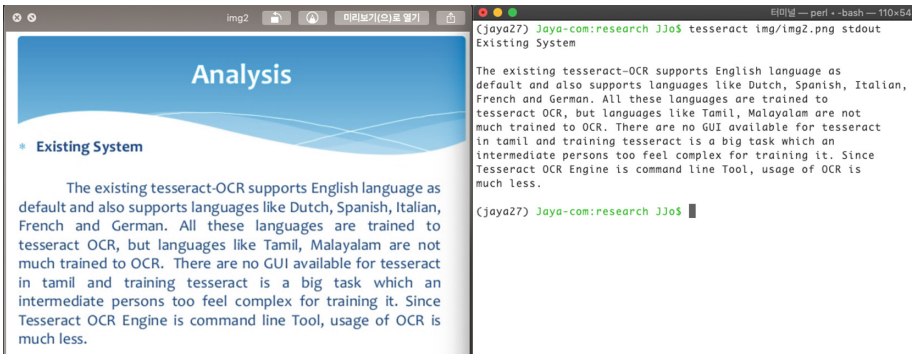 img2
미리보기(으)로 열기
Analysis
Existing System
The existing tesseract-OCR supports English language as
default and also supports languages like Dutch, Spanish, Italian,
French and German. All these languages are trained to
tesseract OCR, but languages like Tamil, Malayalam are not
much trained to OCR. There are no GUI available for tesseract
in tamil and training tesseract is a big task which an
intermediate persons too feel complex for training it. Since
Tesseract OCR Engine is command line Tool, usage of OCR is
much less.
터미널 — perl ◂ -bash — 110×54
(jaya27) Jaya-com:research JJo$ tesseract img/img2.png stdout
Existing System
The existing tesseract-OCR supports English language as
default and also supports languages like Dutch, Spanish, Italian,
French and German. All these languages are trained to
tesseract OCR, but languages like Tamil, Malayalam are not
much trained to OCR. There are no GUI available for tesseract
in tamil and training tesseract is a big task which an
intermediate persons too feel complex for training it. Since
Tesseract OCR Engine is command line Tool, usage of OCR is
much less.
(jaya27) Jaya-com:research JJo$